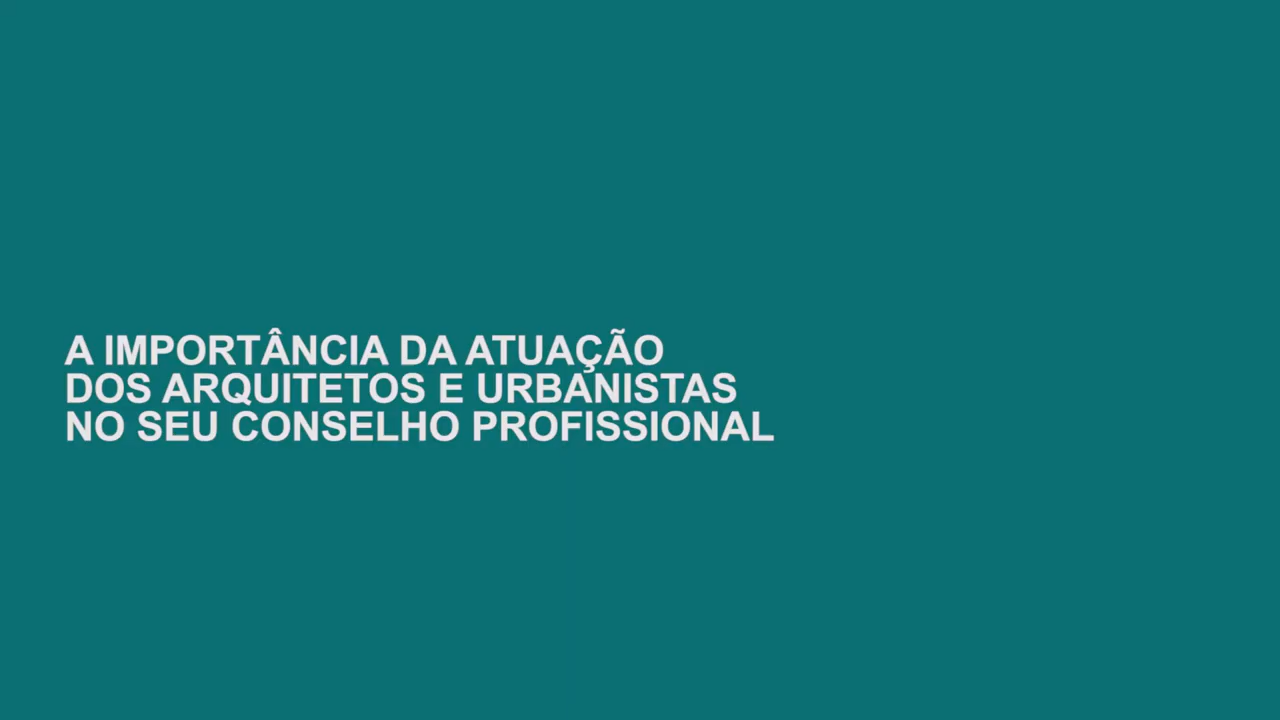 A IMPORTÂNCIA DA ATUAÇÃO
DOS ARQUITETOS E URBANISTAS
NO SEU CONSELHO PROFISSIONAL